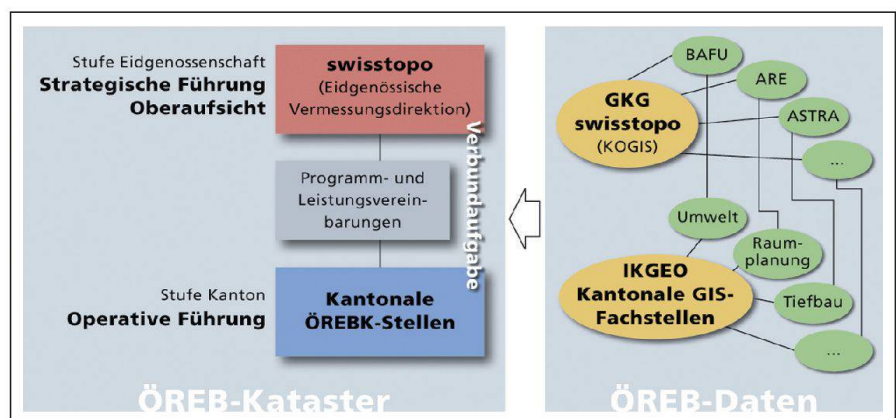 Stufe Eidgenossenschaft
Strategische Führung
Oberaufsicht
swisstopo
(Eidgenössische
Vermessungsdirektion)
Programm- und
Leistungsverein-
barungen
Verbundaufgabe
Stufe Kanton
Operative Führung
Kantonale
ÖREBK-Stellen
ÖREB-Kataster
BAFU
ARE
GKG
swisstopo
(KOGIS)
ASTRA
...
Umwelt
Raum-
planung
IKGEO
Kantonale GIS-
Fachstellen
Tiefbau
...
ÖREB-Daten